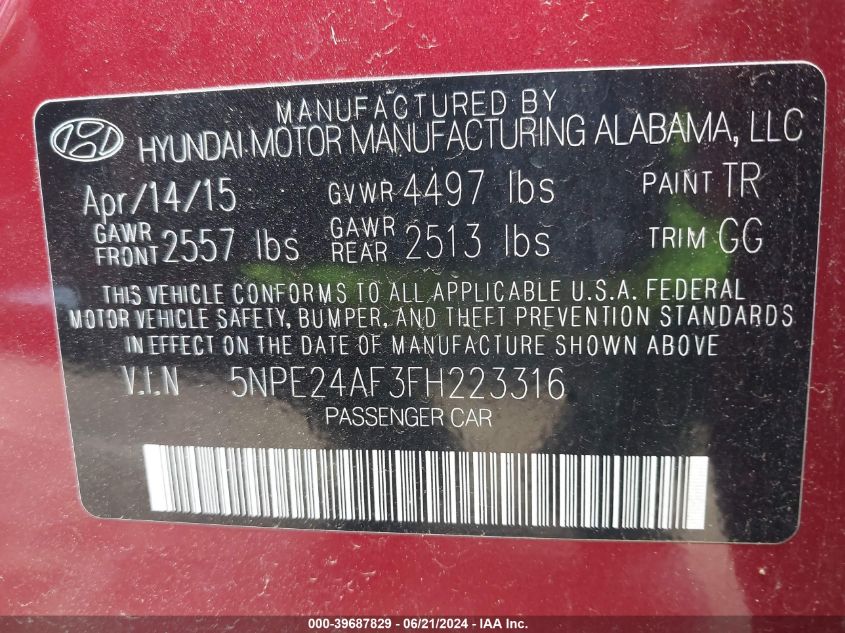 MANUFACTURED BY
HYUNDAI MOTOR MANUFACTURING ALABAMA, LLC
Apr/14/15 GVWR 4497 lbs PAINT TR
GAWR FRONT 2557 lbs GAWR REAR 2513 lbs TRIM GG
THIS VEHICLE CONFORMS TO ALL APPLICABLE U.S.A. FEDERAL
MOTOR VEHICLE SAFETY, BUMPER, AND THEFT PREVENTION STANDARDS
IN EFFECT ON THE DATE OF MANUFACTURE SHOWN ABOVE.
V.I.N 5NPE24AF3FH223316
PASSENGER CAR
000-39687829 - 06/21/2024 - IAA Inc.